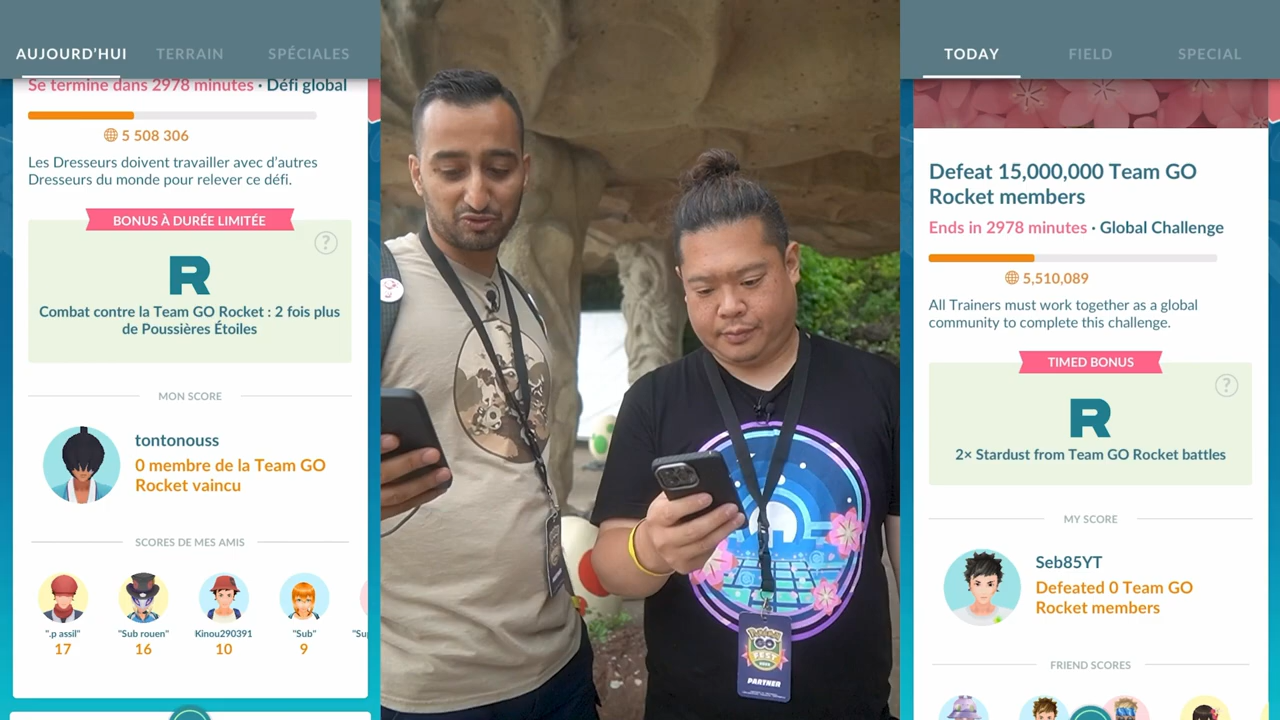 AUJOURD'HUI TERRAIN SPÉCIALES
Se termine dans 2978 minutes · Défi global
5 508 306
Les Dresseurs doivent travailler avec d'autres
Dresseurs du monde pour relever ce défi.
BONUS À DURÉE LIMITÉE
?
R
Combat contre la Team GO Rocket : 2 fois plus
de Poussières Étoiles
MON SCORE
tontonouss
0 membre de la Team GO
Rocket vaincu
SCORES DE MES AMIS
".p assil" "Sub rouen" Kinou290391 "Sub"
17 16 10 9
POKÉMON
GO
FEST
PARTNER
TODAY FIELD SPECIAL
Defeat 15,000,000 Team GO
Rocket members
Ends in 2978 minutes · Global Challenge
5,510,089
All Trainers must work together as a global
community to complete this challenge.
TIMED BONUS
?
R
2× Stardust from Team GO Rocket battles
MY SCORE
Seb85YT
Defeated 0 Team GO
Rocket members
FRIEND SCORES